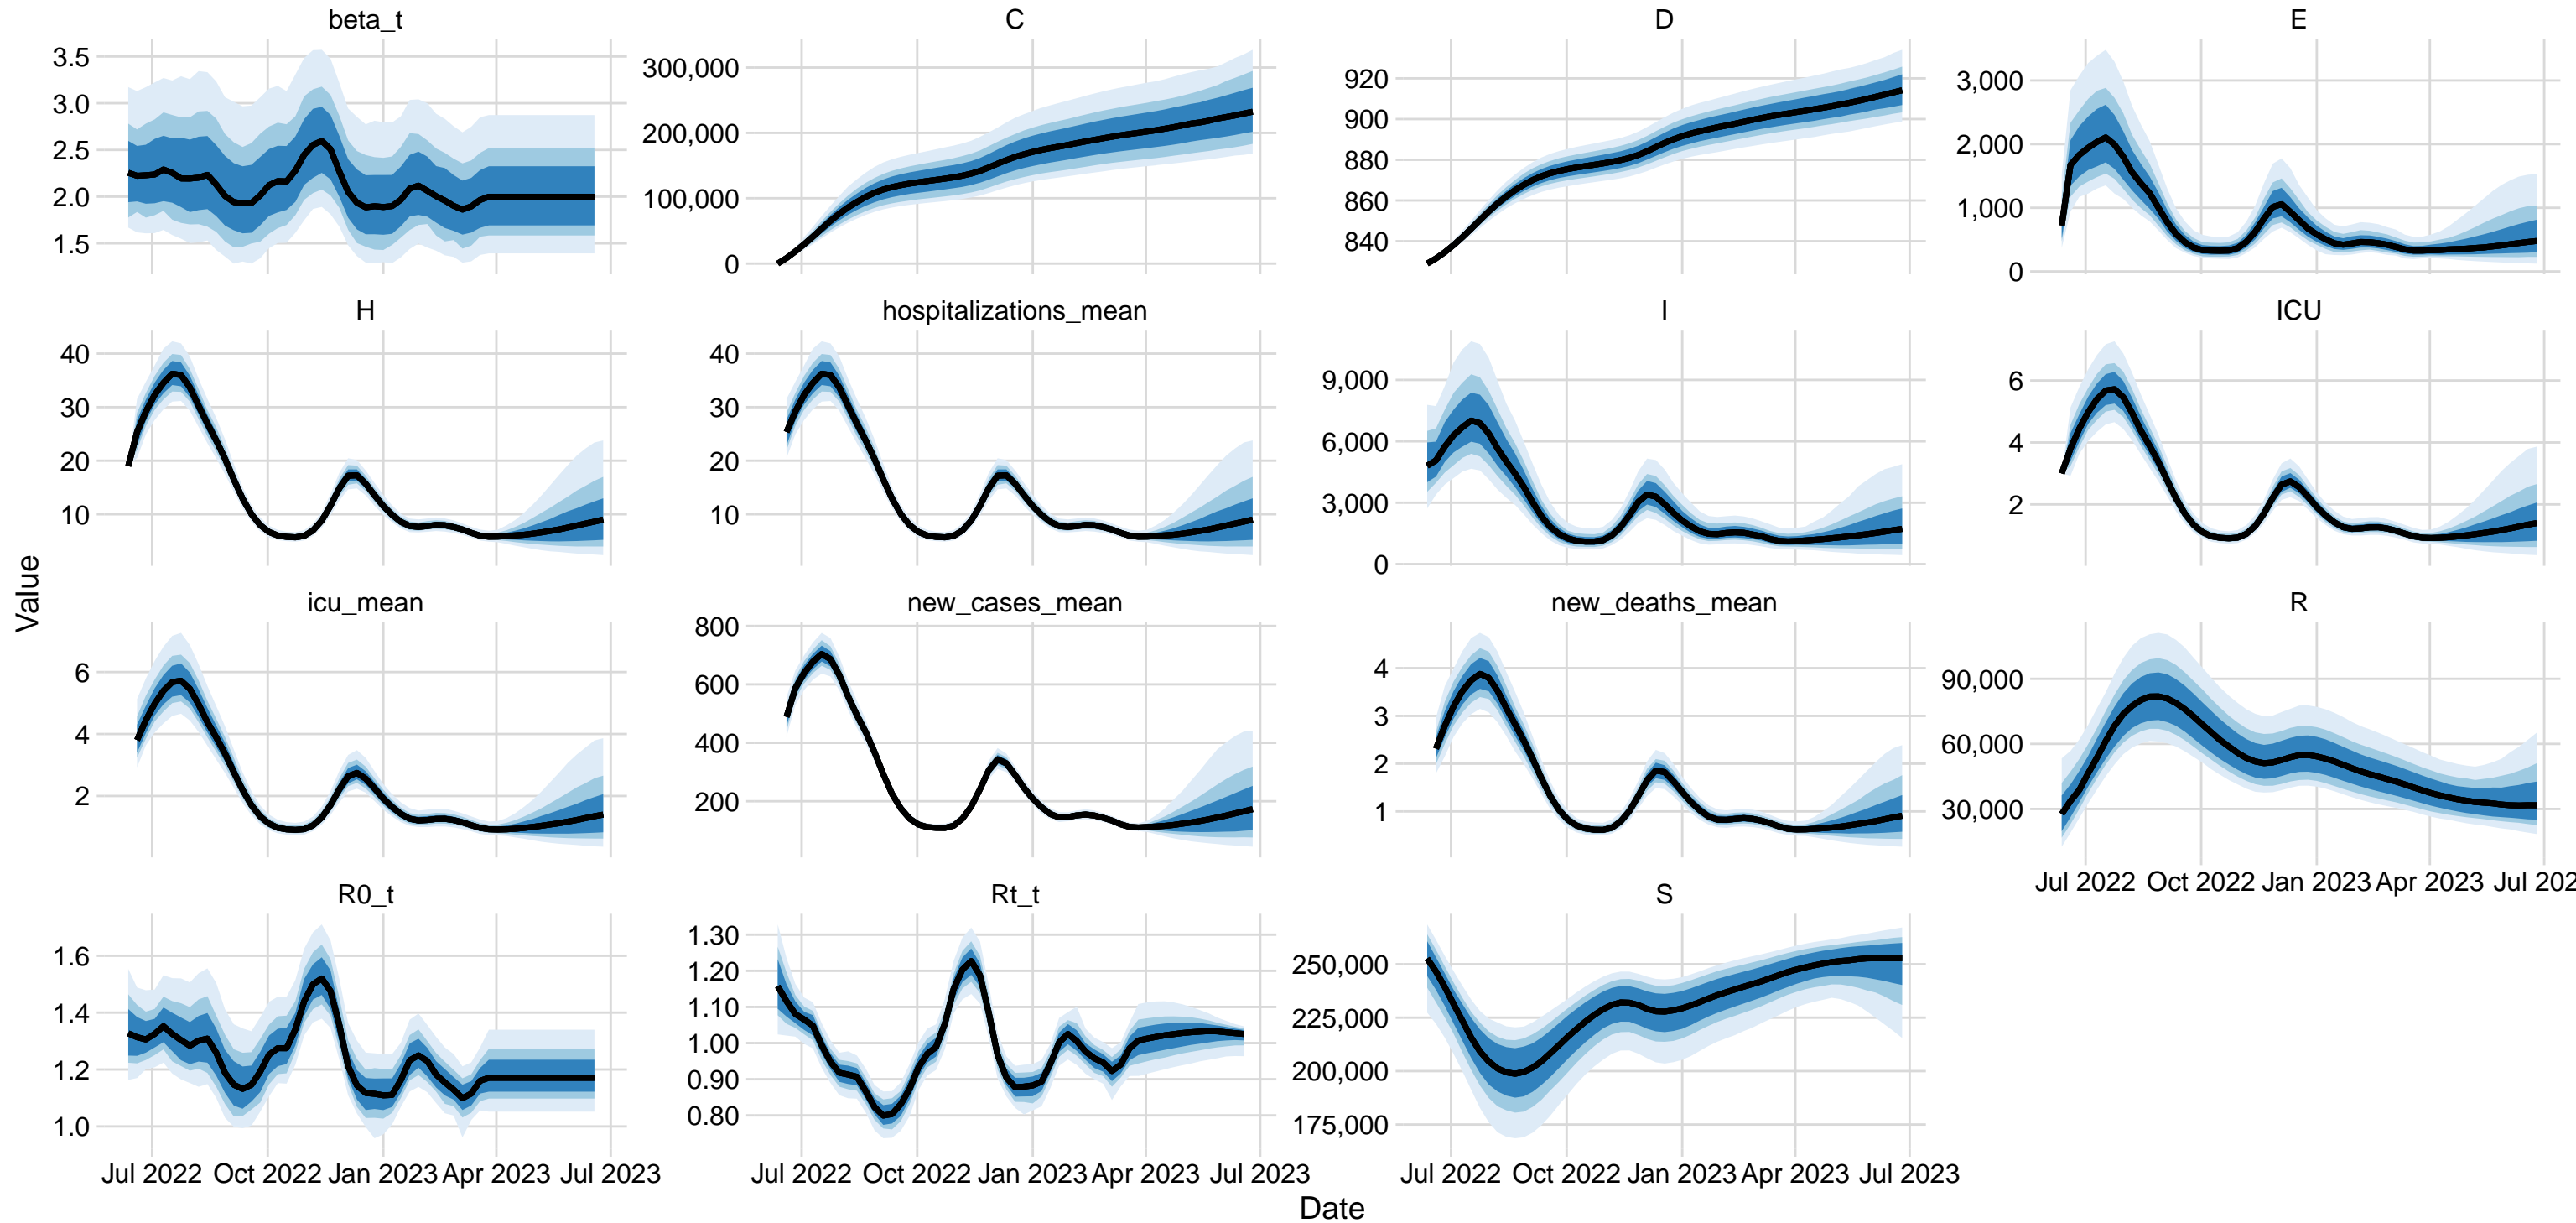 beta_t
3.5
3.0
2.5
2.0
1.5
C
300,000
200,000
100,000
0
D
920
900
880
860
840
E
3,000
2,000
1,000
0
H
40
30
20
10
hospitalizations_mean
40
30
20
10
I
9,000
6,000
3,000
0
ICU
6
4
2
Value
icu_mean
6
4
2
new_cases_mean
800
600
400
200
new_deaths_mean
4
3
2
1
R
90,000
60,000
30,000
Jul 2022 Oct 2022 Jan 2023 Apr 2023 Jul 202
R0_t
1.6
1.4
1.2
1.0
Jul 2022 Oct 2022 Jan 2023 Apr 2023 Jul 2023
Rt_t
1.30
1.20
1.10
1.00
0.90
0.80
Jul 2022 Oct 2022 Jan 2023 Apr 2023 Jul 2023
S
250,000
225,000
200,000
175,000
Jul 2022 Oct 2022 Jan 2023 Apr 2023 Jul 2023
Date